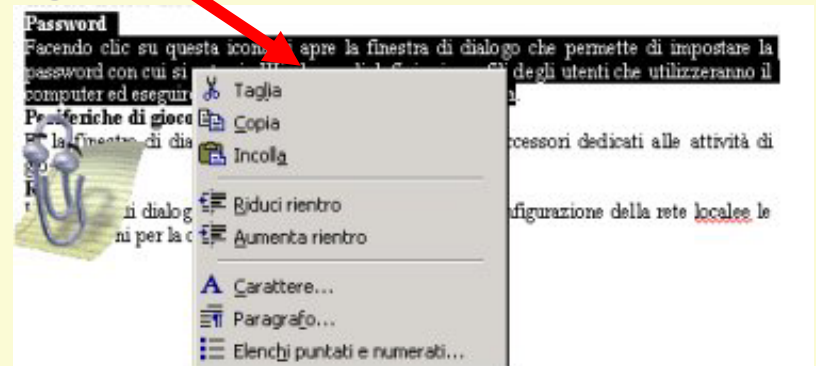 Password
Facendo clic su questa icona si apre la finestra di dialogo che permette di impostare la
password con cui si degli utenti che utilizzeranno il
computer ed eseguire
Periferiche di gioco
la finestra di dia ccessori dedicati alle attività di
di dialog nfigurazione della rete localee le
ni per la c
Taglia
Copia
Incolla
Riduci rientro
Aumenta rientro
Carattere...
Paragrafo...
Elenchi puntati e numerati...